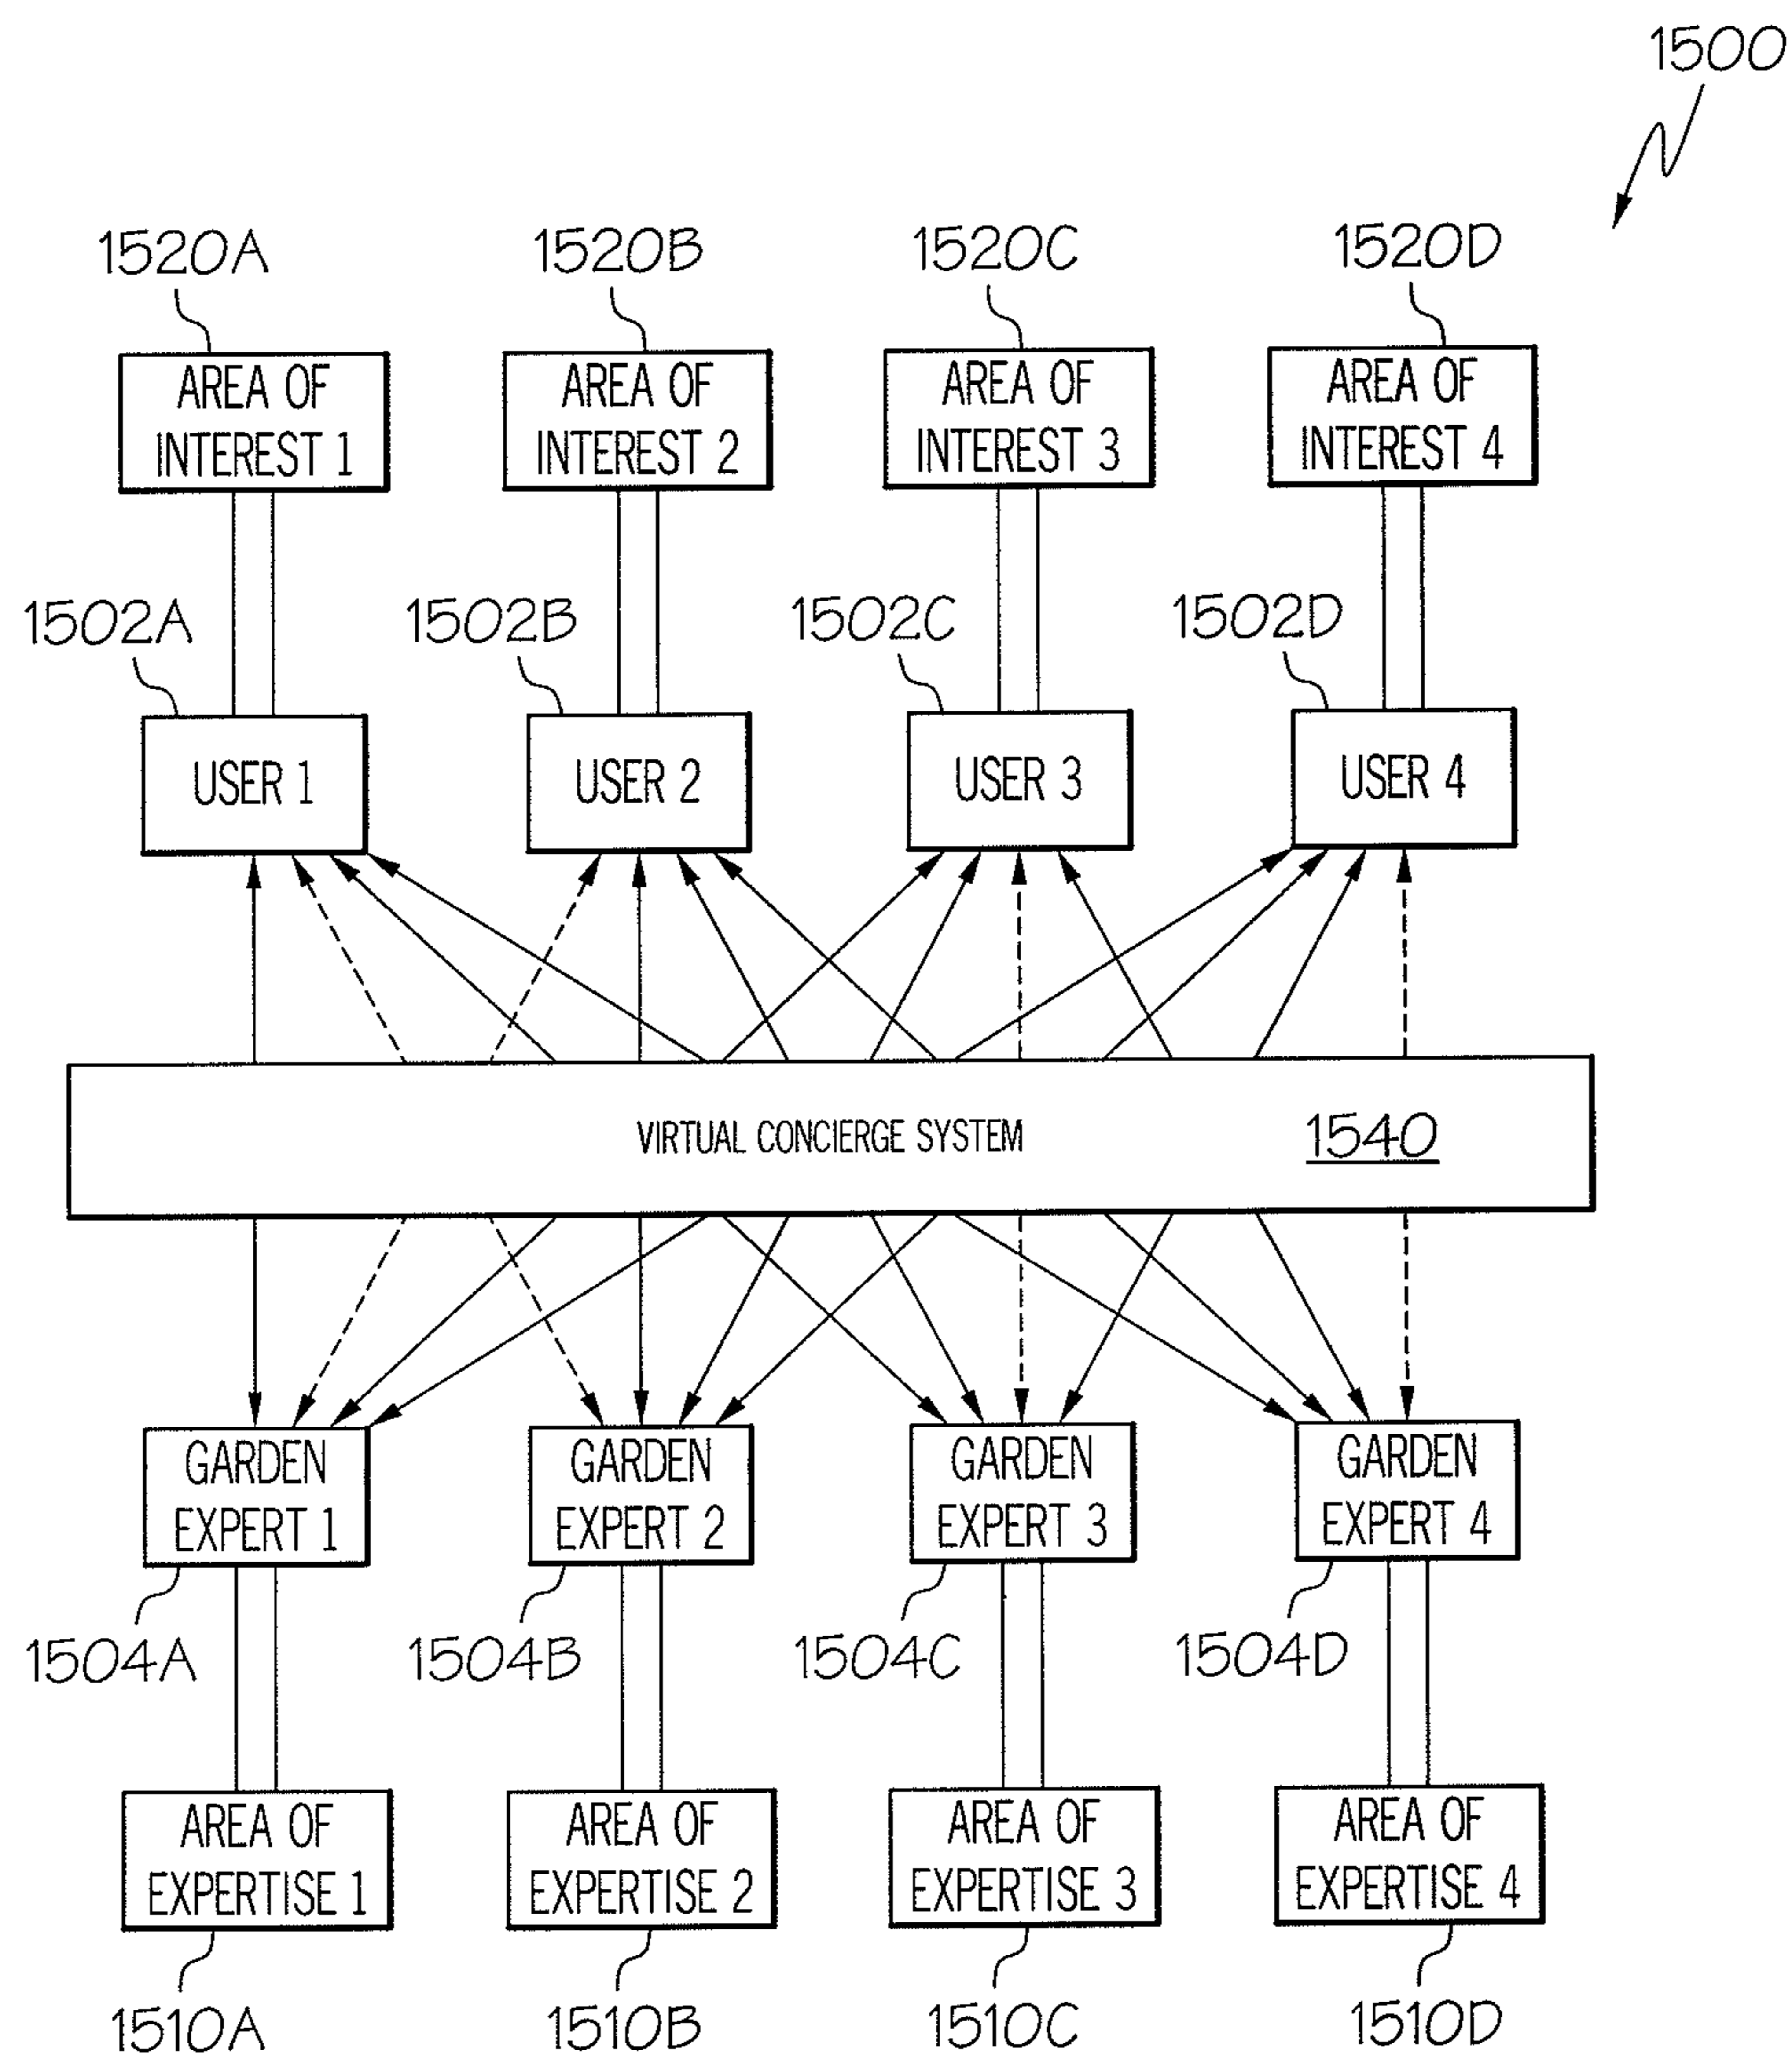 1500
1520A
1520B
1520C
1520D
AREA OF
INTEREST 1
AREA OF
INTEREST 2
AREA OF
INTEREST 3
AREA OF
INTEREST 4
1502A
1502B
1502C
1502D
USER 1
USER 2
USER 3
USER 4
VIRTUAL CONCIERGE SYSTEM
1540
GARDEN
EXPERT 1
GARDEN
EXPERT 2
GARDEN
EXPERT 3
GARDEN
EXPERT 4
1504A
1504B
1504C
1504D
AREA OF
EXPERTISE 1
AREA OF
EXPERTISE 2
AREA OF
EXPERTISE 3
AREA OF
EXPERTISE 4
1510A
1510B
1510C
1510D